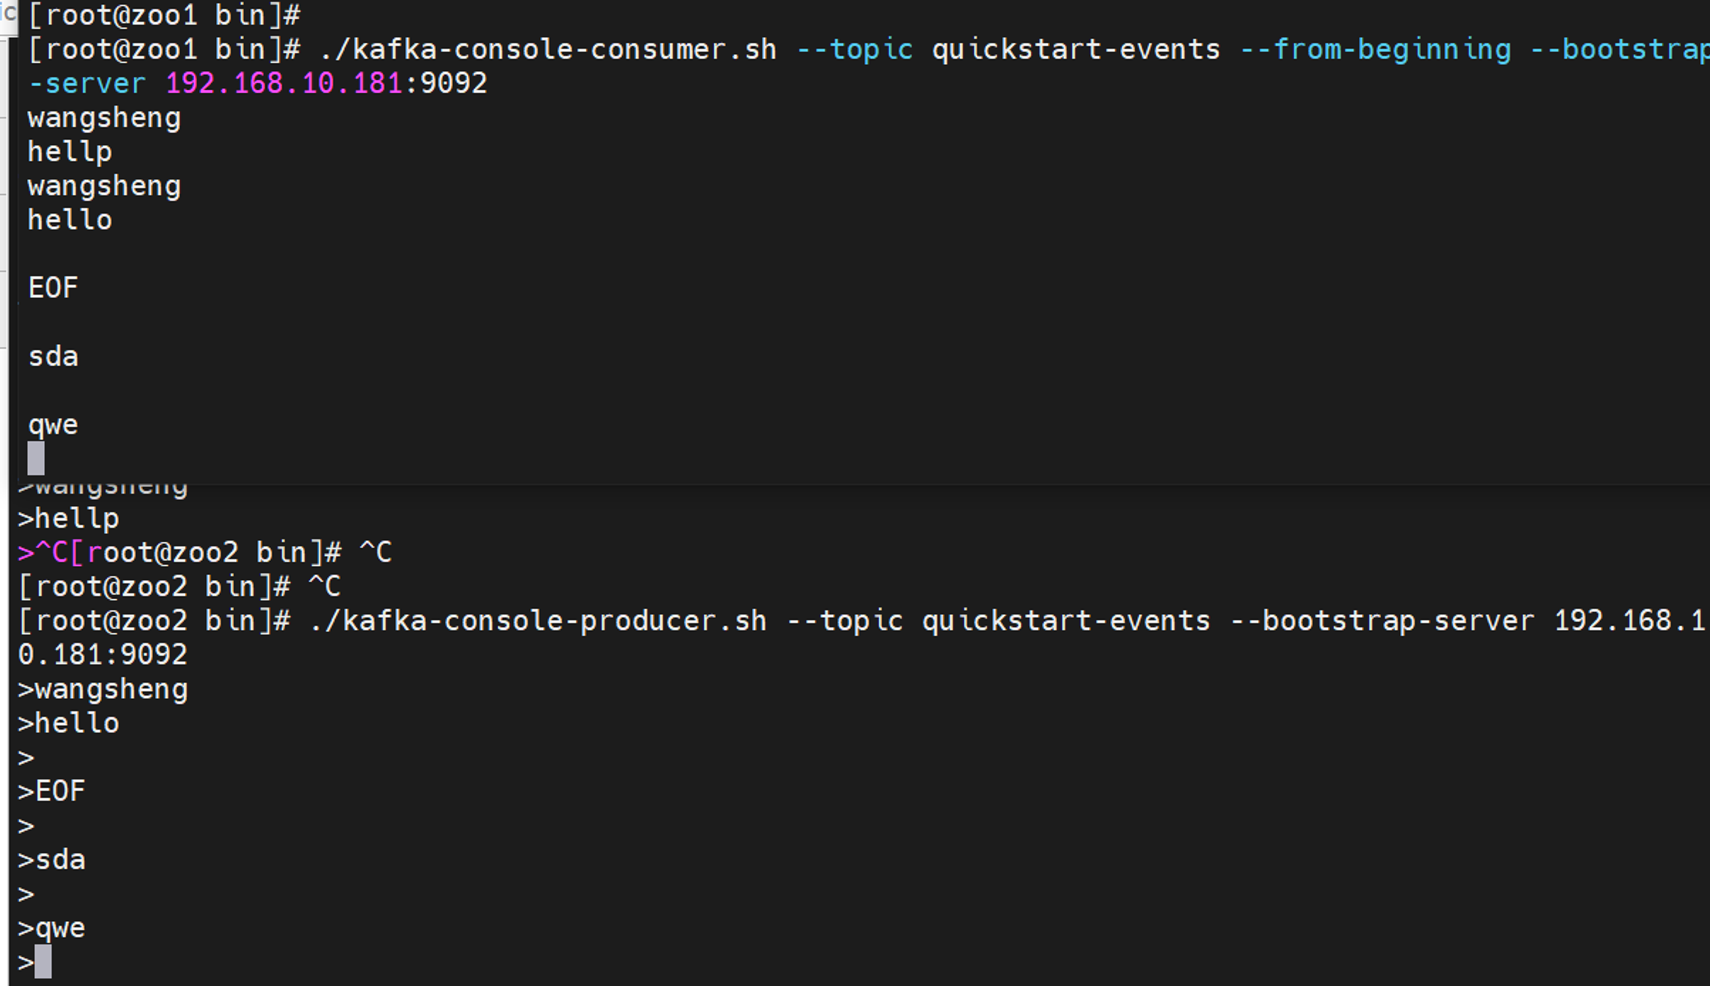 ic
[root@zoo1 bin]#
[root@zoo1 bin]# ./kafka-console-consumer.sh --topic quickstart-events --from-beginning --bootstrap
-server 192.168.10.181:9092
wangsheng
hellp
wangsheng
hello
EOF
sda
qwe
>wangsheng
>hellp
>^C[root@zoo2 bin]# ^C
[root@zoo2 bin]# ^C
[root@zoo2 bin]# ./kafka-console-producer.sh --topic quickstart-events --bootstrap-server 192.168.1
0.181:9092
>wangsheng
>hello
>
>EOF
>
>sda
>
>qwe
>